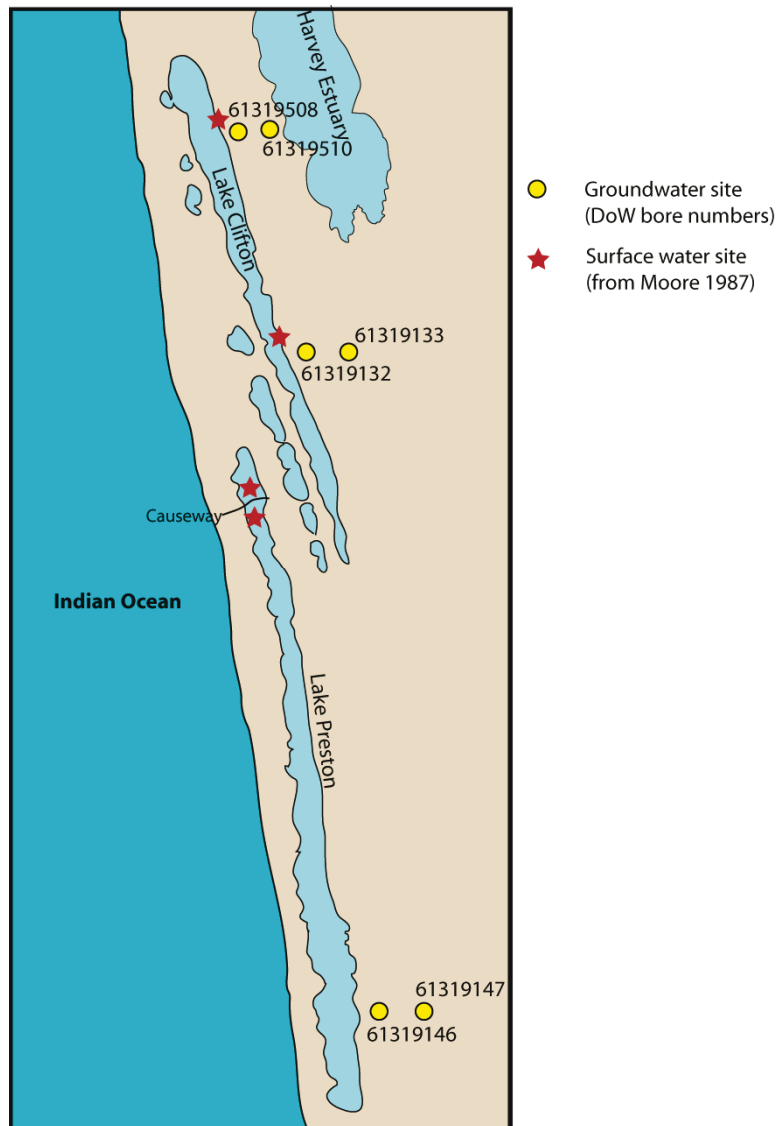 Harvey Estuary
61319508
61319510
Lake Clifton
Groundwater site
(DoW bore numbers)
Surface water site
(from Moore 1987)
61319133
61319132
Causeway
Indian Ocean
Lake Preston
61319147
61319146